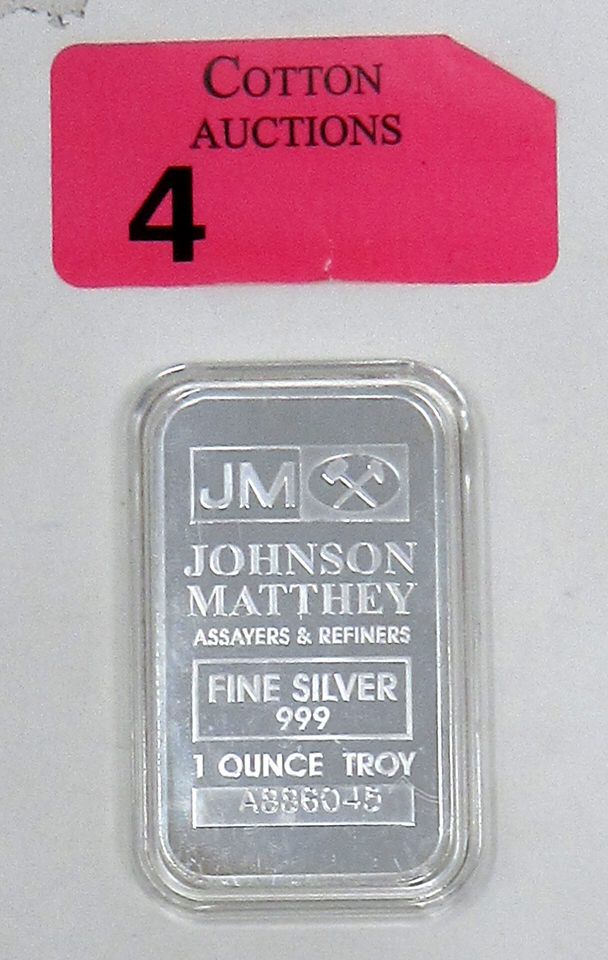 COTTON
AUCTIONS
4
JM
JOHNSON
MATTHEY
ASSAYERS & REFINERS
FINE SILVER
999
1 OUNCE TROY
A886045